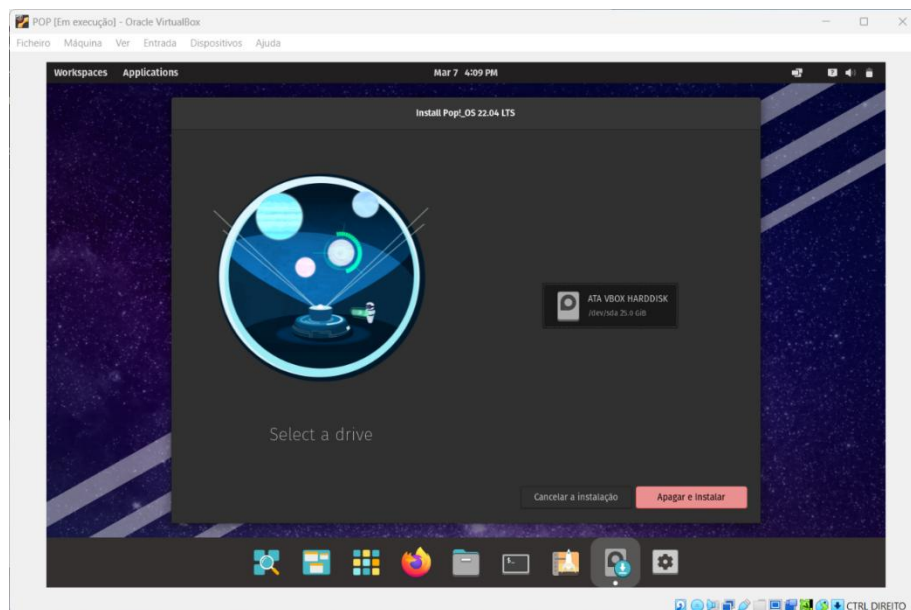 POP [Em execução] - Oracle VirtualBox
Ficheiro Máquina Ver Entrada Dispositivos Ajuda
Workspaces Applications Mar 7 4:09 PM
Install Pop!_OS 22.04 LTS
ATA VBOX HARDDISK
/dev/sda 25.0 GiB
Select a drive
Cancelar a instalação Apagar e Instalar
CTRL DIREITO